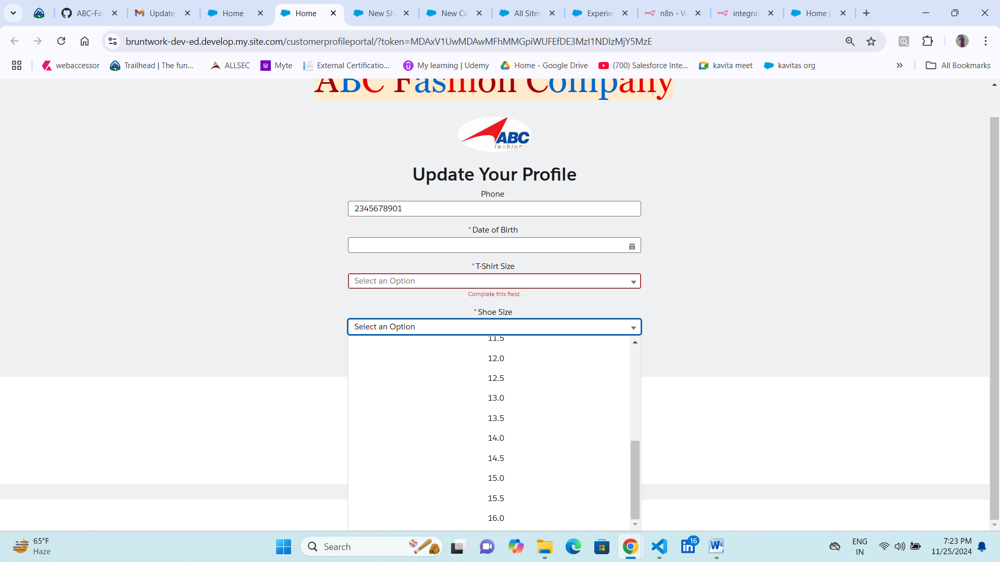 ABC-Fas
Update
Home
Home
New Sh
New Cu
All Sites
Experien
n8n - W
integrat
Home |
bruntwork-dev-ed.develop.my.site.com/customerprofileportal/?token=MDAxV1UwMDAwMFhMMGpiWUFEfDE3MzI1NDIzMjY5MzE
webaccessor
Trailhead | The fun...
ALLSEC
Myte
External Certificatio...
My learning | Udemy
Home - Google Drive
(700) Salesforce Inte...
kavita meet
kavitas org
All Bookmarks
ABC Fashion Company
ABC
fashion
Update Your Profile
Phone
2345678901
*Date of Birth
*T-Shirt Size
Select an Option
Complete this field.
*Shoe Size
Select an Option
11.5
12.0
12.5
13.0
13.5
14.0
14.5
15.0
15.5
16.0
65°F
Haze
Search
16
ENG
IN
7:23 PM
11/25/2024